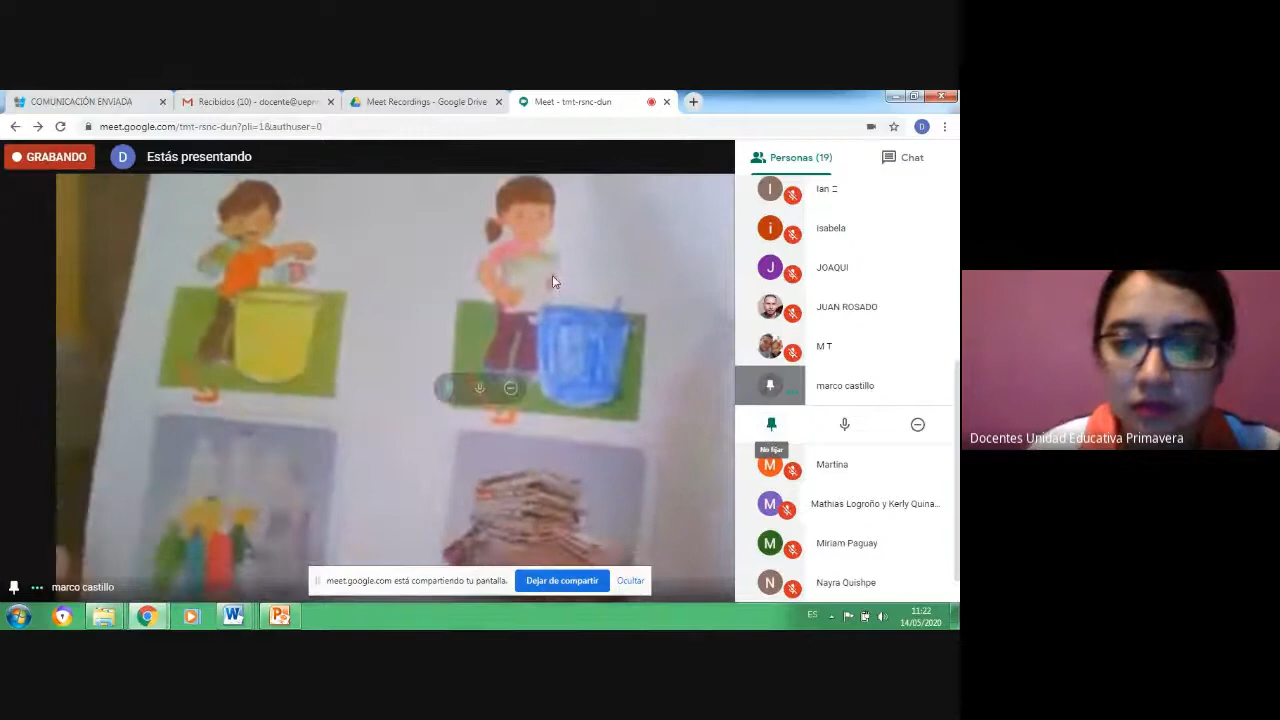 COMUNICACIÓN ENVIADA
Recibidos (10) - docente@uepri
Meet Recordings - Google Drive
Meet - tmt-rsnc-dun
meet.google.com/tmt-rsnc-dun?pli=1&authuser=0
D
GRABANDO
D
Estás presentando
Personas (19)
Chat
I
Ian
i
isabela
J
JOAQUI
JUAN ROSADO
M T
marco castillo
No fijar
M
Martina
M
Mathias Logroño y Kerly Quina...
M
Miriam Paguay
N
Nayra Quishpe
marco castillo
meet.google.com está compartiendo tu pantalla.
Dejar de compartir
Ocultar
ES
11:22
14/05/2020
Docentes Unidad Educativa Primavera